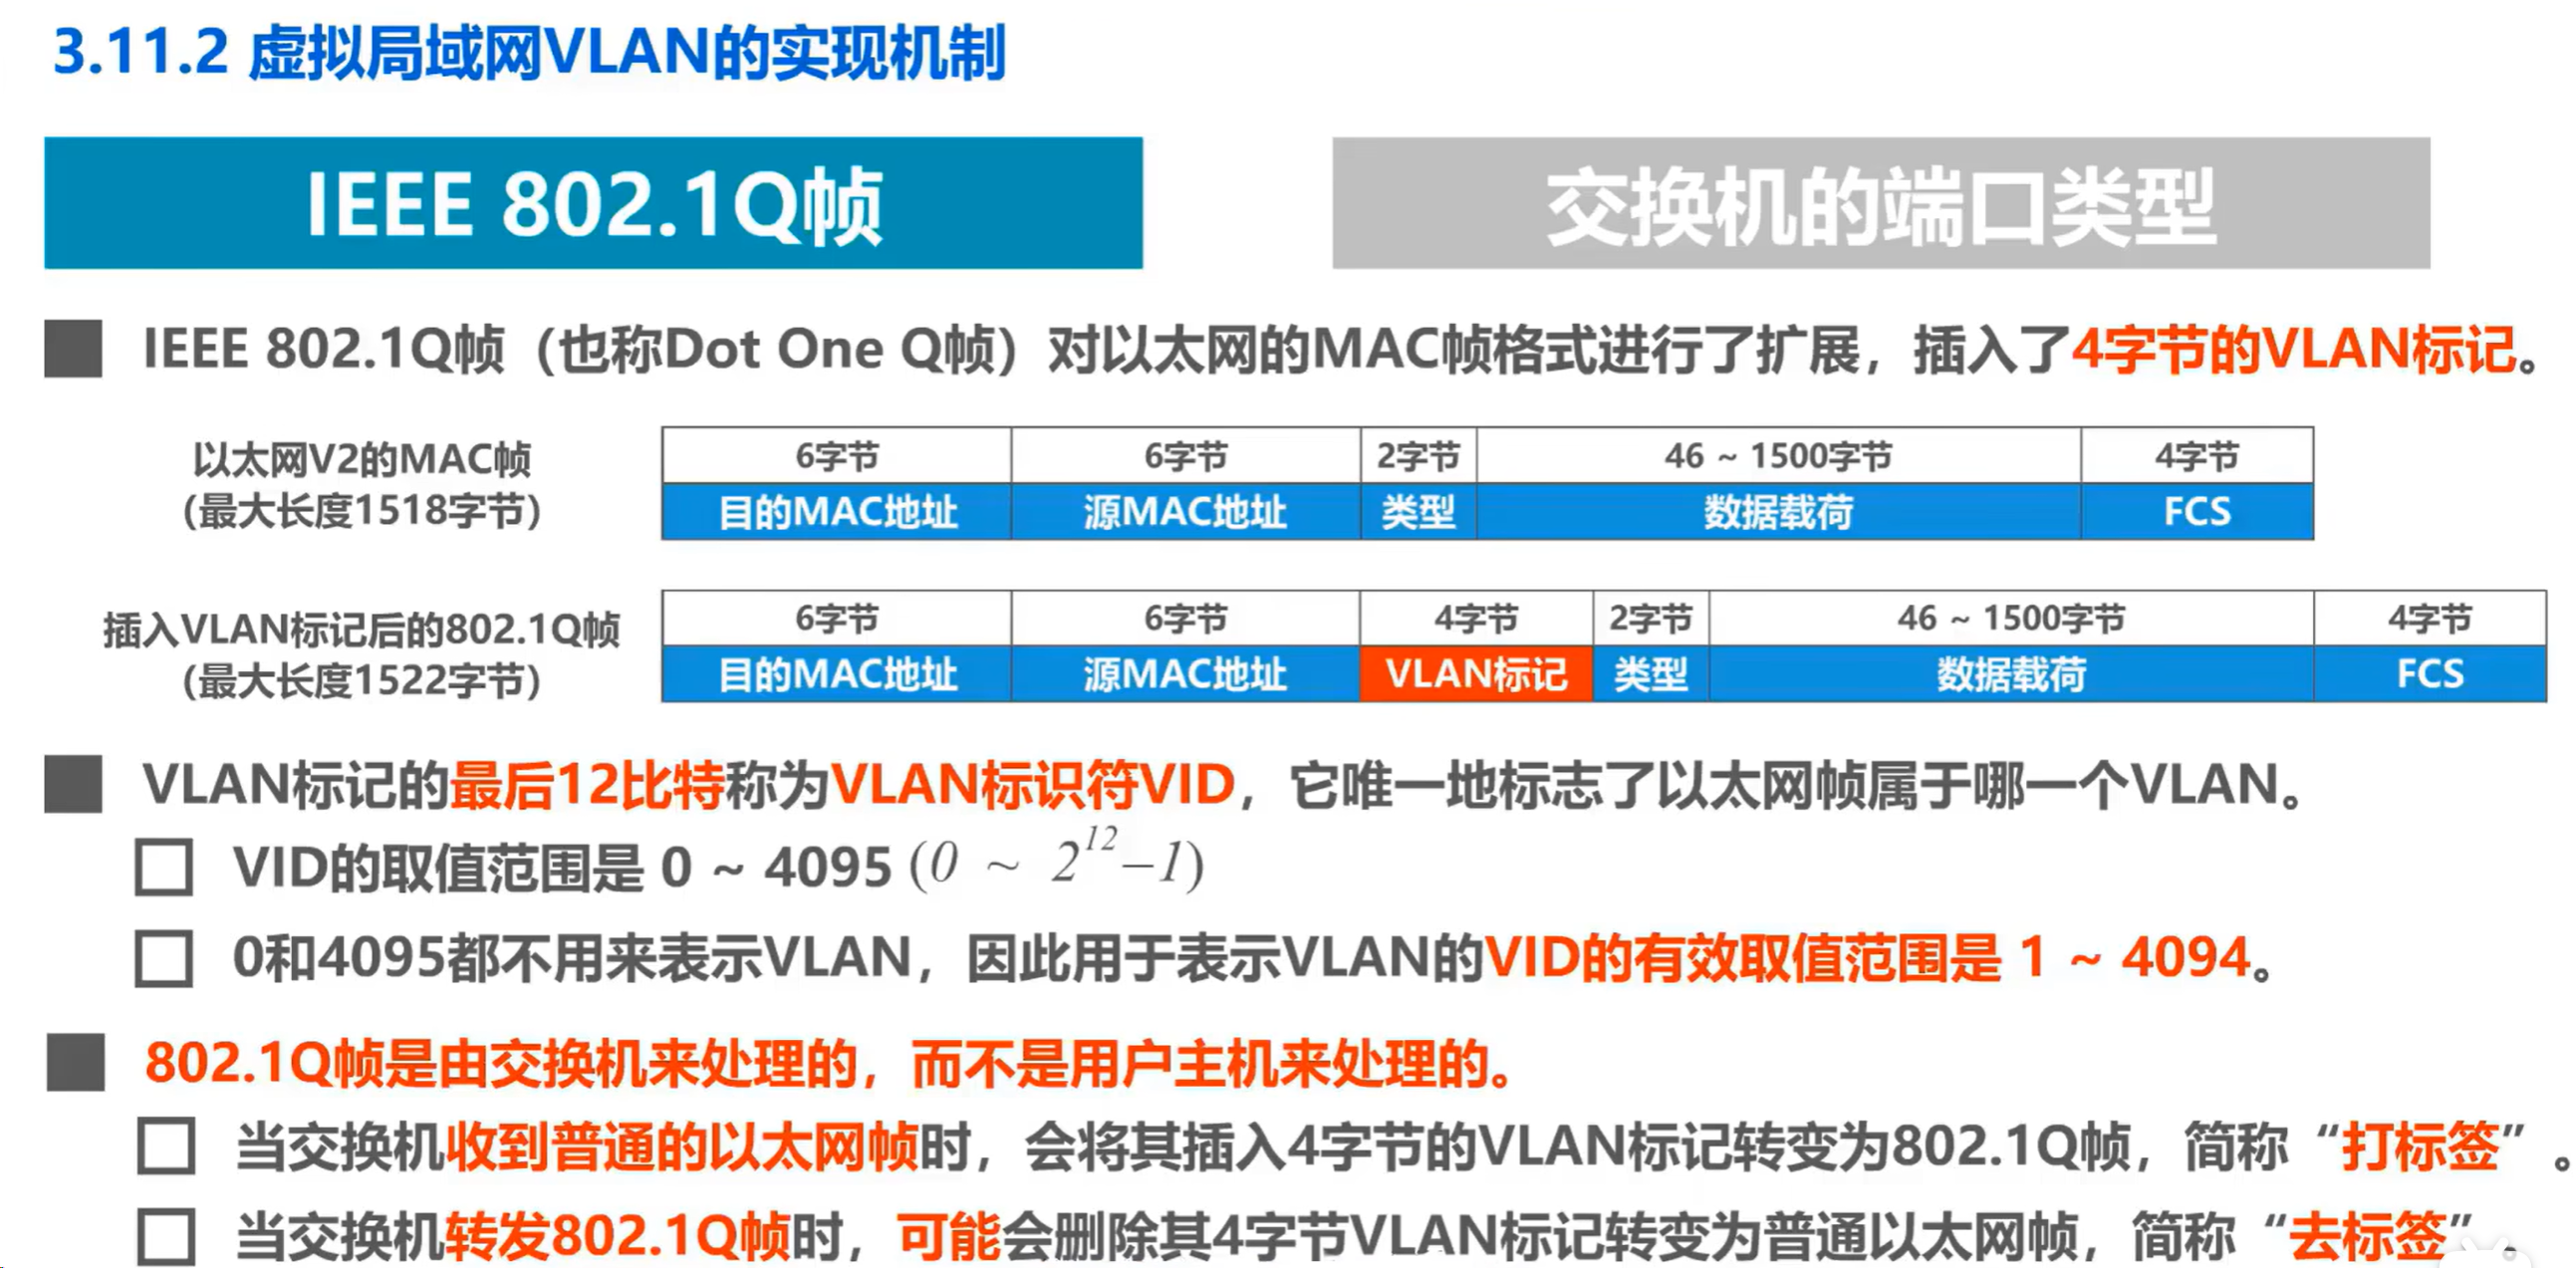 3.11.2 虚拟局域网VLAN的实现机制
IEEE 802.1Q帧
交换机的端口类型
IEEE 802.1Q帧（也称Dot One Q帧）对以太网的MAC帧格式进行了扩展，插入了4字节的VLAN标记。
以太网V2的MAC帧
（最大长度1518字节）
6字节 6字节 2字节 46 ~ 1500字节 4字节
目的MAC地址 源MAC地址 类型 数据载荷 FCS
插入VLAN标记后的802.1Q帧
（最大长度1522字节）
6字节 6字节 4字节 2字节 46 ~ 1500字节 4字节
目的MAC地址 源MAC地址 VLAN标记 类型 数据载荷 FCS
VLAN标记的最后12比特称为VLAN标识符VID，它唯一地标志了以太网帧属于哪一个VLAN。
VID的取值范围是 0 ~ 4095 (0 ~ 2¹²–1)
0和4095都不用来表示VLAN，因此用于表示VLAN的VID的有效取值范围是 1 ~ 4094。
802.1Q帧是由交换机来处理的，而不是用户主机来处理的。
当交换机收到普通的以太网帧时，会将其插入4字节的VLAN标记转变为802.1Q帧，简称“打标签”。
当交换机转发802.1Q帧时，可能会删除其4字节VLAN标记转变为普通以太网帧，简称“去标签”